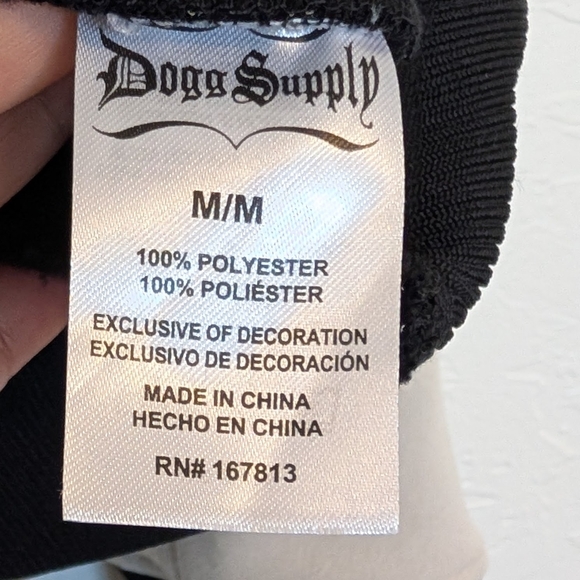 Dogg Supply
M/M
100% POLYESTER
100% POLIÉSTER
EXCLUSIVE OF DECORATION
EXCLUSIVO DE DECORACIÓN
MADE IN CHINA
HECHO EN CHINA
RN# 167813